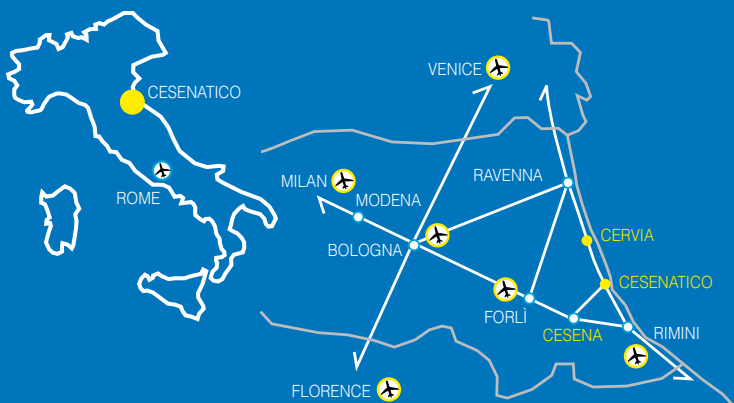 CESENATICO
ROME
VENICE
MILAN
MODENA
RAVENNA
BOLOGNA
CERVIA
CESENATICO
FORLÌ
CESENA
RIMINI
FLORENCE